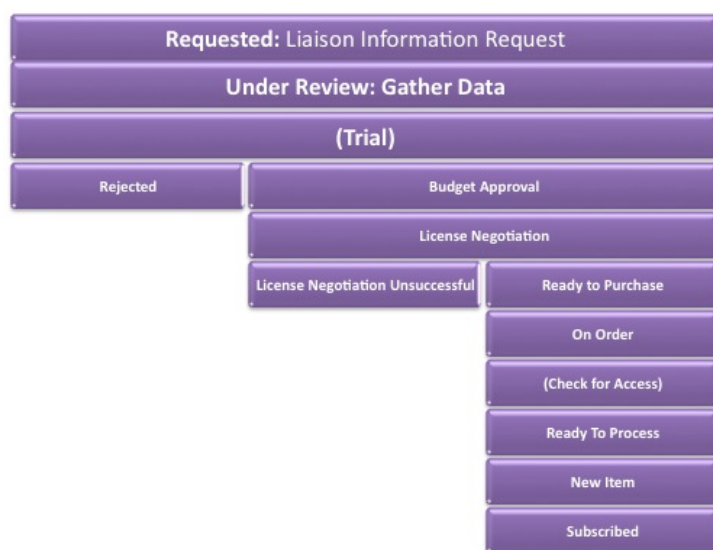 Requested: Liaison Information Request
Under Review: Gather Data
(Trial)
Rejected
Budget Approval
License Negotiation
License Negotiation Unsuccessful
Ready to Purchase
On Order
(Check for Access)
Ready To Process
New Item
Subscribed